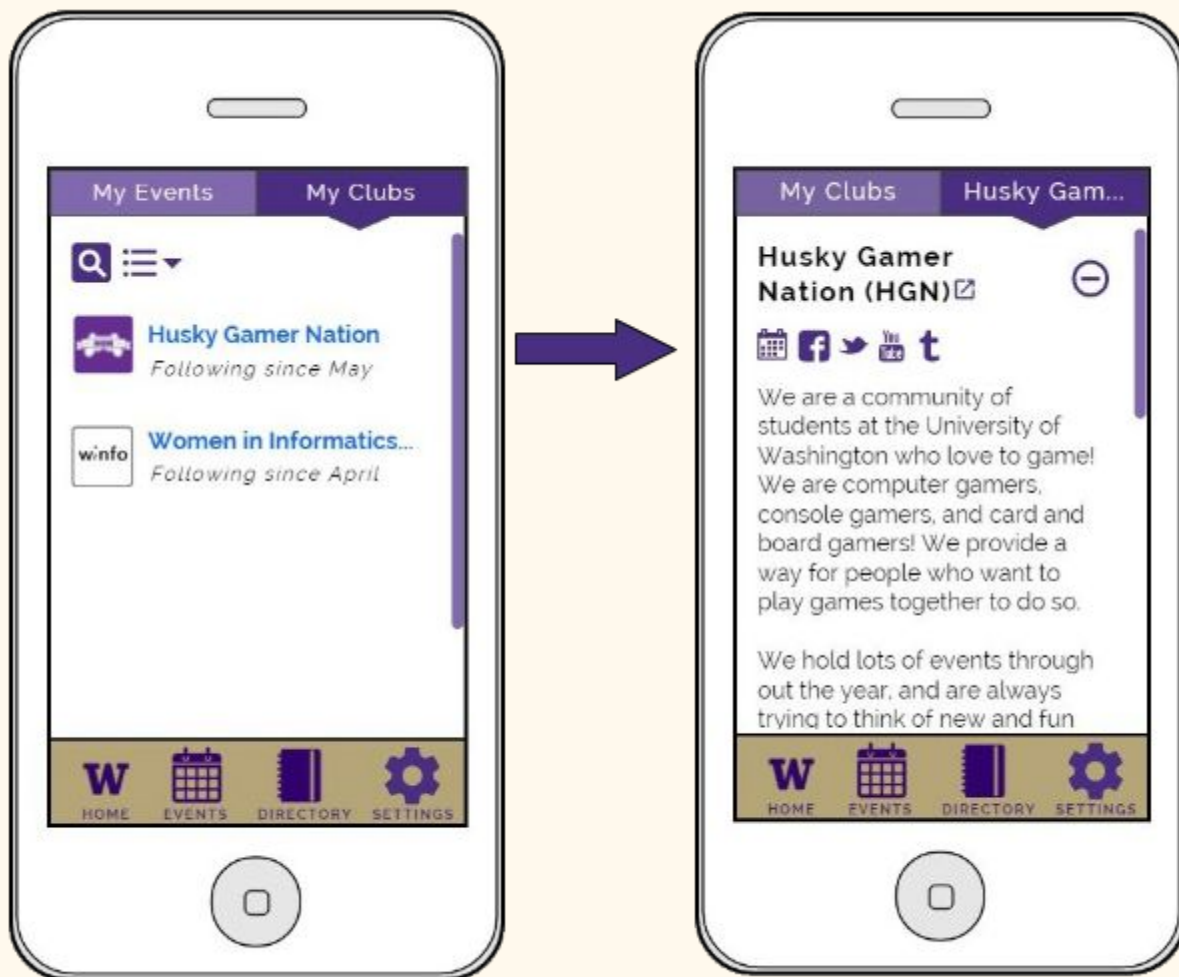 My Events My Clubs
Husky Gamer Nation
Following since May
winfo
Women in Informatics...
Following since April
W
HOME EVENTS DIRECTORY SETTINGS
My Clubs Husky Gam...
Husky Gamer
Nation (HGN)
f You Tube t
We are a community of
students at the University of
Washington who love to game!
We are computer gamers,
console gamers, and card and
board gamers! We provide a
way for people who want to
play games together to do so.
We hold lots of events through
out the year, and are always
trying to think of new and fun
W
HOME EVENTS DIRECTORY SETTINGS